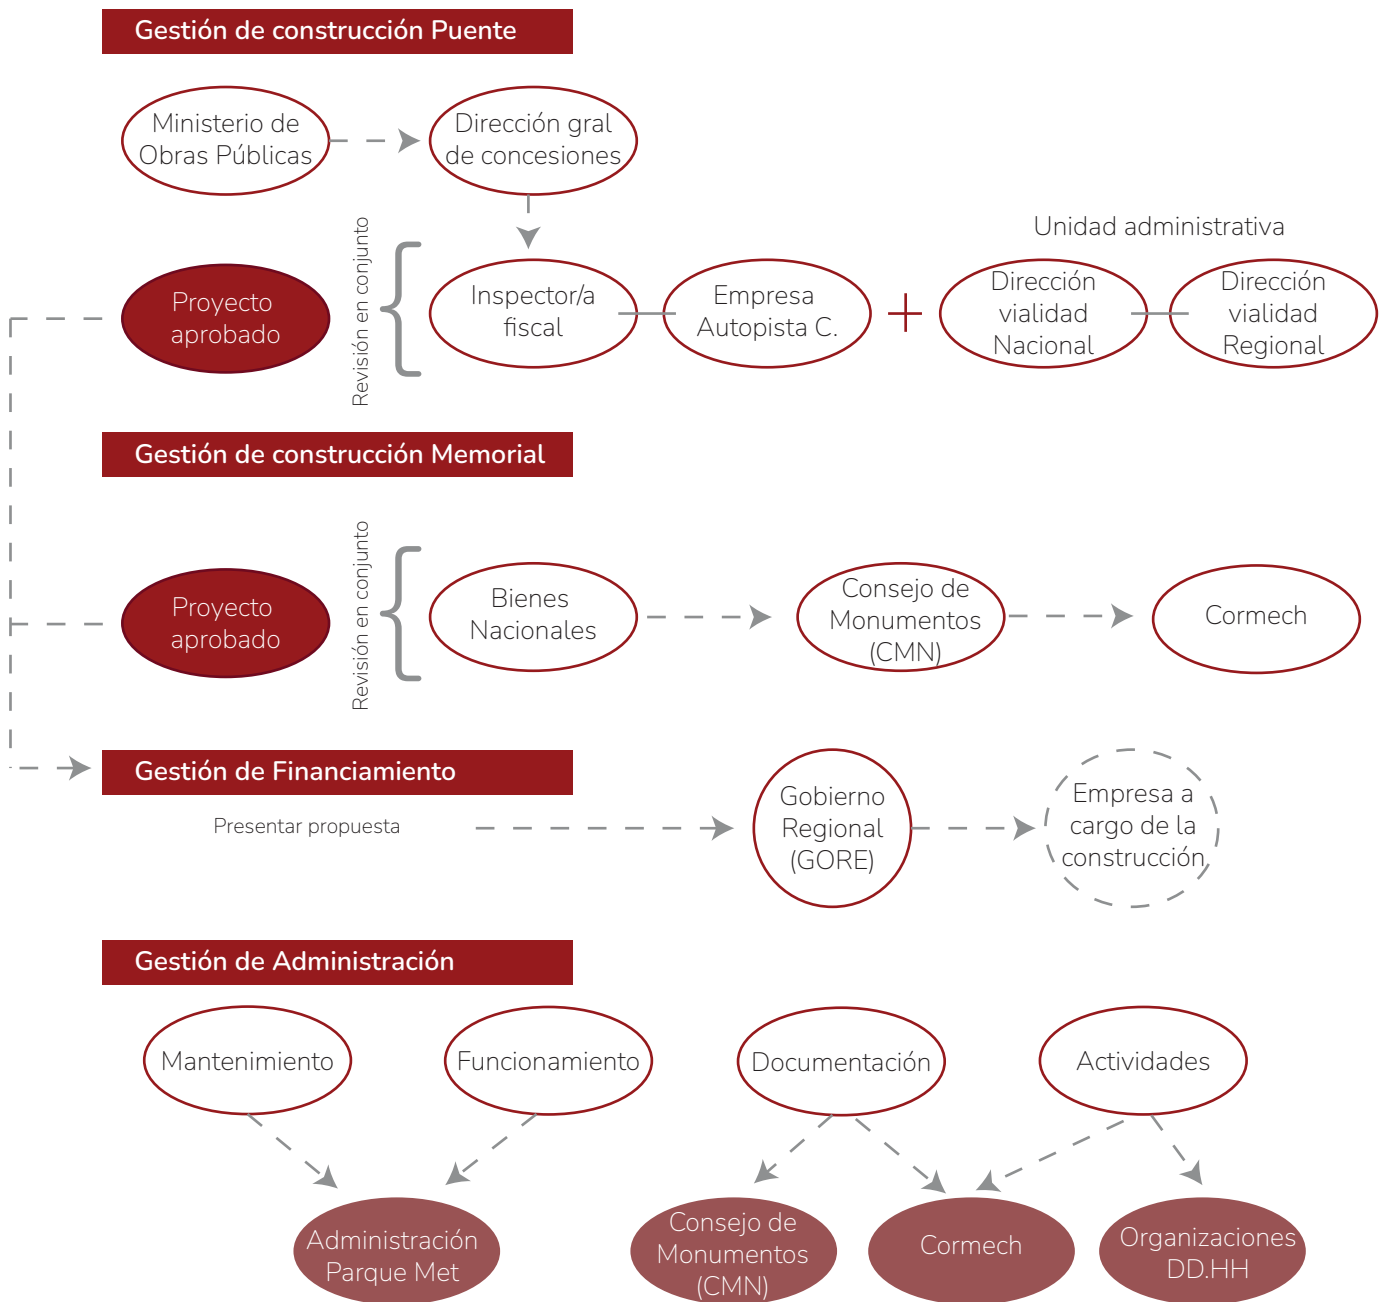 Gestión de construcción Puente
Ministerio de
Obras Públicas
Dirección gral
de concesiones
Unidad administrativa
Proyecto
aprobado
Revisión en conjunto
Inspector/a
fiscal
Empresa
Autopista C.
+
Dirección
vialidad
Nacional
Dirección
vialidad
Regional
Gestión de construcción Memorial
Proyecto
aprobado
Revisión en conjunto
Bienes
Nacionales
Consejo de
Monumentos
(CMN)
Cormech
Gestión de Financiamiento
Presentar propuesta
Gobierno
Regional
(GORE)
Empresa a
cargo de la
construcción
Gestión de Administración
Mantenimiento
Funcionamiento
Documentación
Actividades
Administración
Parque Met
Consejo de
Monumentos
(CMN)
Cormech
Organizaciones
DD.HH